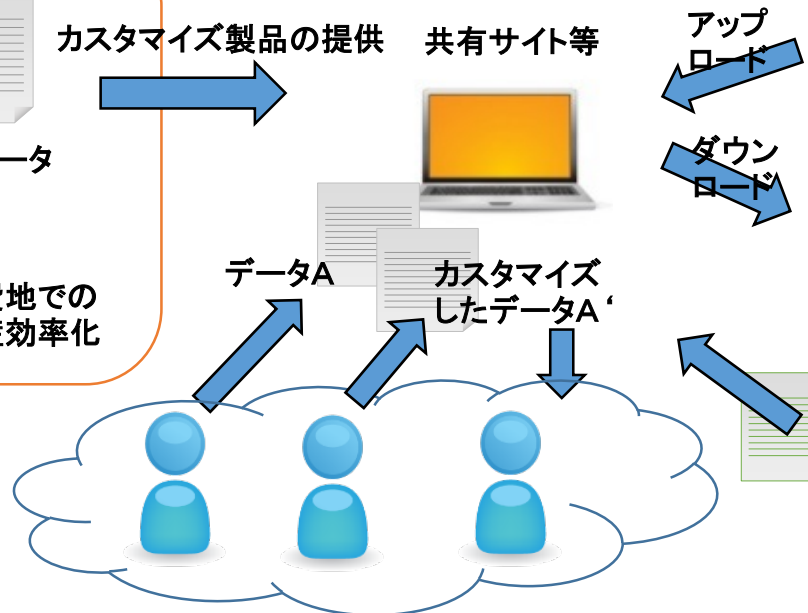 カスタマイズ製品の提供
共有サイト等
アップ
ロード
ダウン
ロード
ータ
データA
カスタマイズ
したデータA‘
地での
効率化